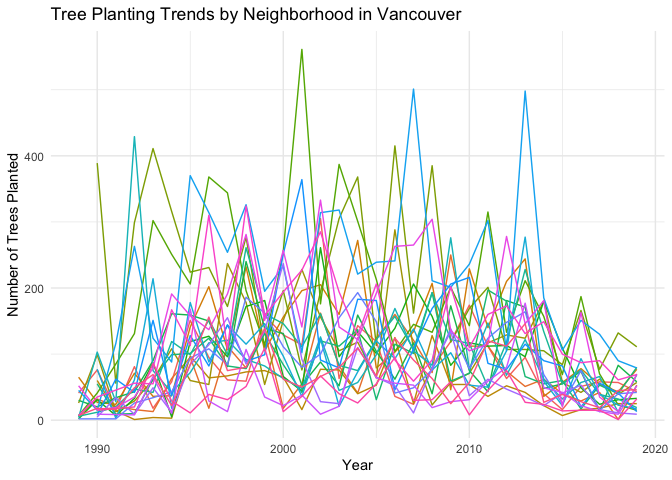 Tree Planting Trends by Neighborhood in Vancouver
Number of Trees Planted
400
200
0
1990
2000
2010
2020
Year